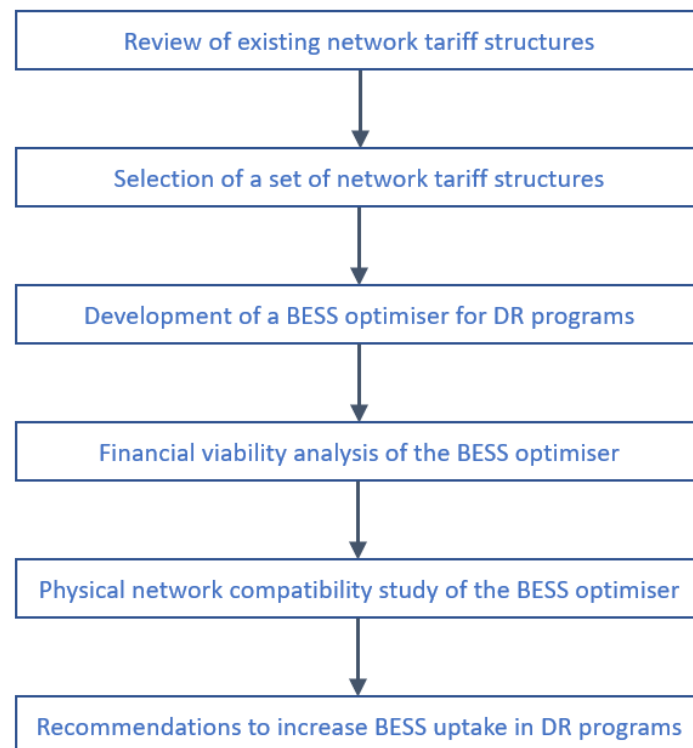 Review of existing network tariff structures
Selection of a set of network tariff structures
Development of a BESS optimiser for DR programs
Financial viability analysis of the BESS optimiser
Physical network compatibility study of the BESS optimiser
Recommendations to increase BESS uptake in DR programs